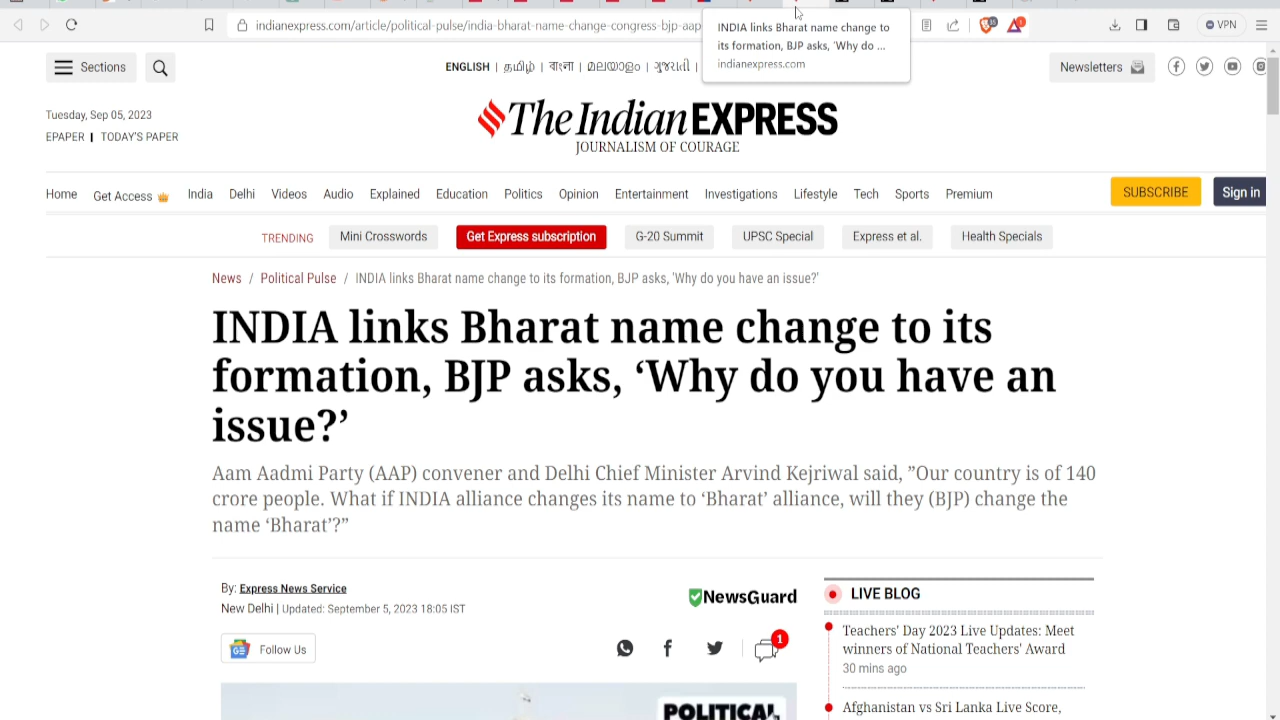 indianexpress.com/article/political-pulse/india-bharat-name-change-congress-bjp-aap
INDIA links Bharat name change to
its formation, BJP asks, 'Why do ...
indianexpress.com
VPN
Sections
ENGLISH | தமிழ் | বাংলা | മലയാളം | ગુજરાતી |
Newsletters
Tuesday, Sep 05, 2023
EPAPER | TODAY'S PAPER
The Indian EXPRESS
JOURNALISM OF COURAGE
Home Get Access India Delhi Videos Audio Explained Education Politics Opinion Entertainment Investigations Lifestyle Tech Sports Premium
SUBSCRIBE Sign in
TRENDING Mini Crosswords Get Express subscription G-20 Summit UPSC Special Express et al. Health Specials
News / Political Pulse / INDIA links Bharat name change to its formation, BJP asks, 'Why do you have an issue?'
INDIA links Bharat name change to its
formation, BJP asks, ‘Why do you have an
issue?’
Aam Aadmi Party (AAP) convener and Delhi Chief Minister Arvind Kejriwal said, ”Our country is of 140
crore people. What if INDIA alliance changes its name to ‘Bharat’ alliance, will they (BJP) change the
name ‘Bharat’?”
By: Express News Service
New Delhi | Updated: September 5, 2023 18:05 IST
NewsGuard
Follow Us
1
POLITICAL
LIVE BLOG
Teachers' Day 2023 Live Updates: Meet
winners of National Teachers' Award
30 mins ago
Afghanistan vs Sri Lanka Live Score,